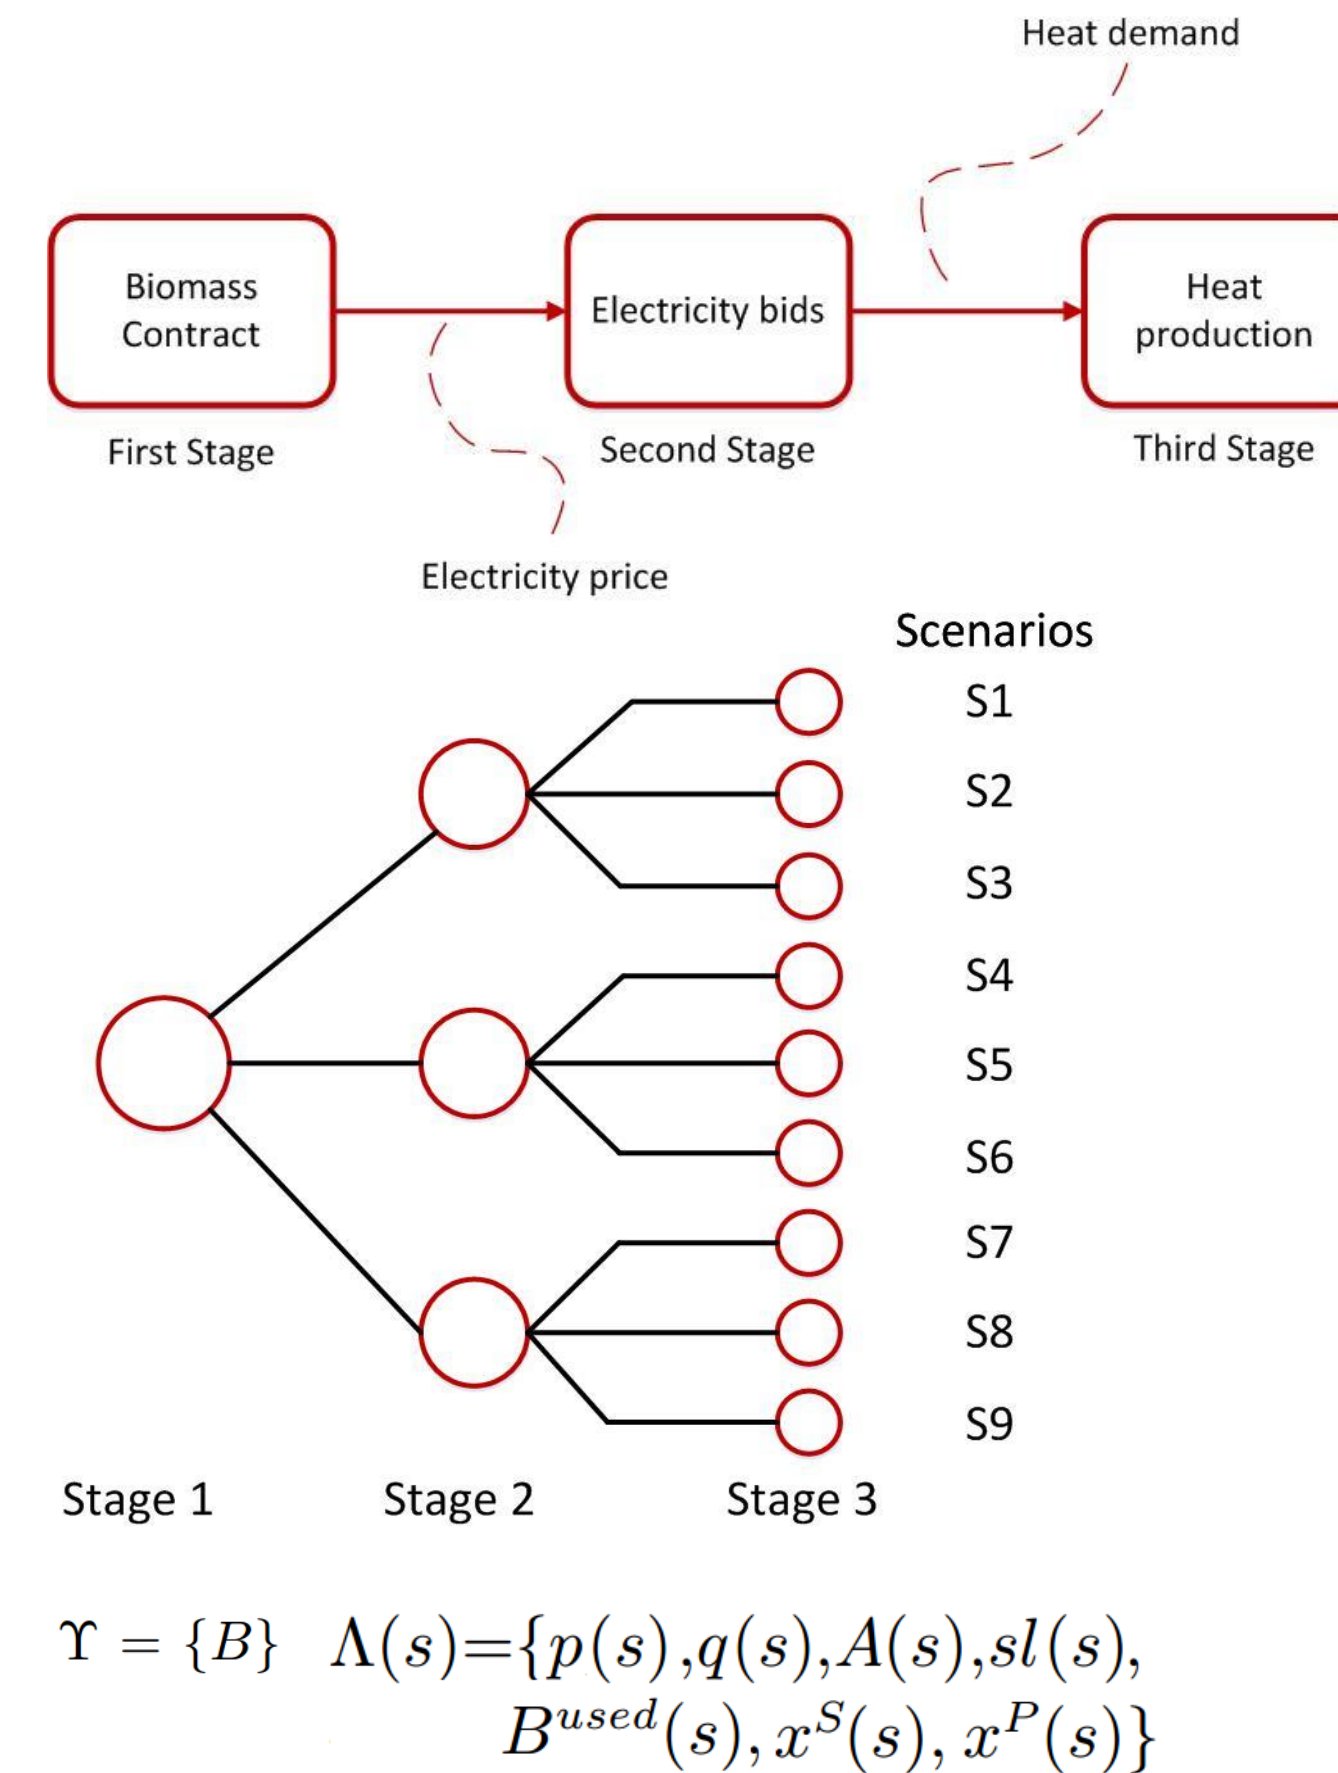 Heat demand
Biomass
Contract
Electricity bids
Heat
production
First Stage
Second Stage
Third Stage
Electricity price
Scenarios
S1
S2
S3
S4
S5
S6
S7
S8
S9
Stage 1
Stage 2
Stage 3
ϒ = {B} Λ(s)={p(s),q(s),A(s),sl(s),
B^{used}(s), x^S(s), x^P(s)}